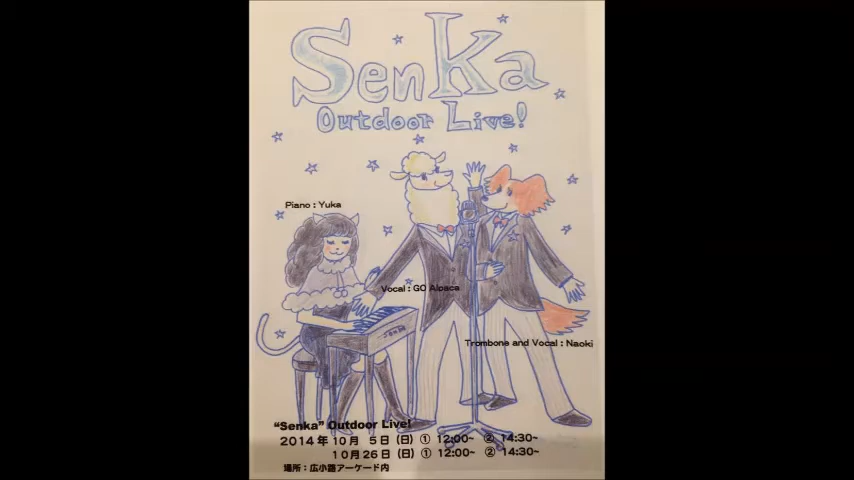 SenKa
Outdoor Live!
Piano : Yuka
Vocal : GO Alpaca
Trombone and Vocal : Naoki
“Senka” Outdoor Live!
2014年 10月 5日 (日) ① 12:00~ ② 14:30~
10月26日 (日) ① 12:00~ ② 14:30~
場所：広小路アーケード内